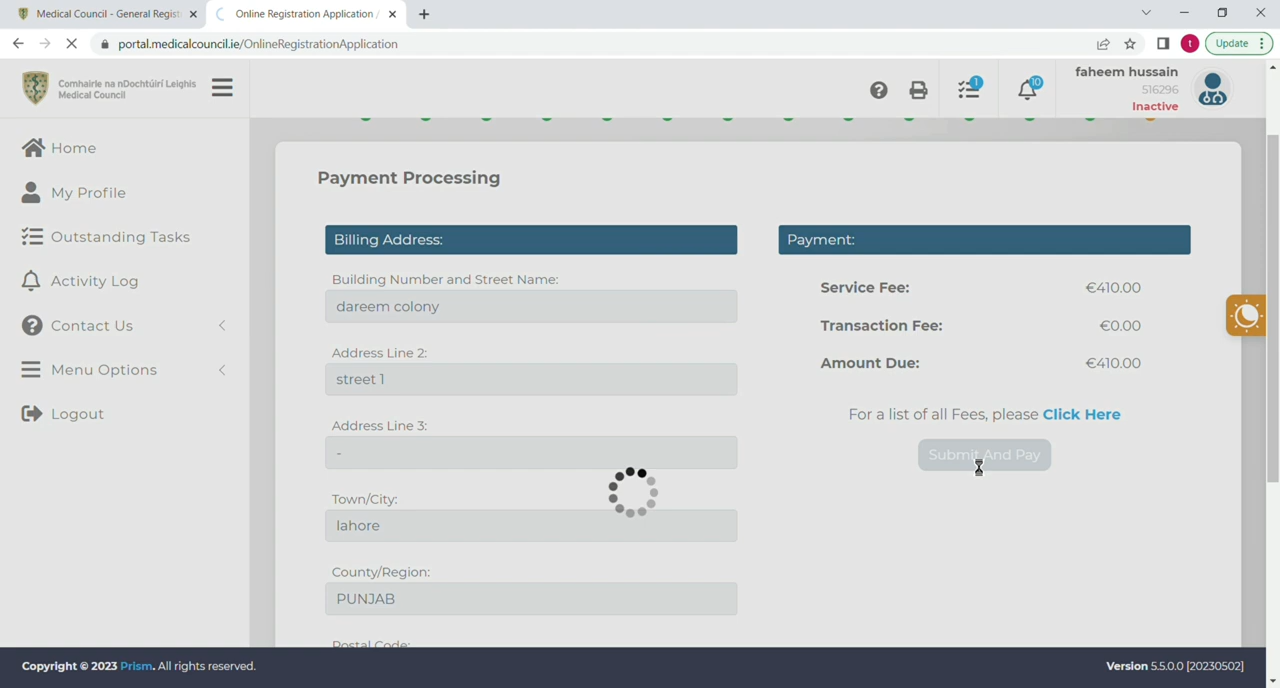 Medical Council - General Regist
Online Registration Application /
portal.medicalcouncil.ie/OnlineRegistrationApplication
t
Update
Comhairle na nDochtúirí Leighis
Medical Council
1
10
faheem hussain
516296
Inactive
Home
My Profile
Outstanding Tasks
Activity Log
Contact Us
Menu Options
Logout
Payment Processing
Billing Address:
Building Number and Street Name:
dareem colony
Address Line 2:
street 1
Address Line 3:
-
Town/City:
lahore
County/Region:
PUNJAB
Postal Code:
Payment:
Service Fee: €410.00
Transaction Fee: €0.00
Amount Due: €410.00
For a list of all Fees, please Click Here
Submit And Pay
Copyright © 2023 Prism. All rights reserved.
Version 5.5.0.0 [20230502]